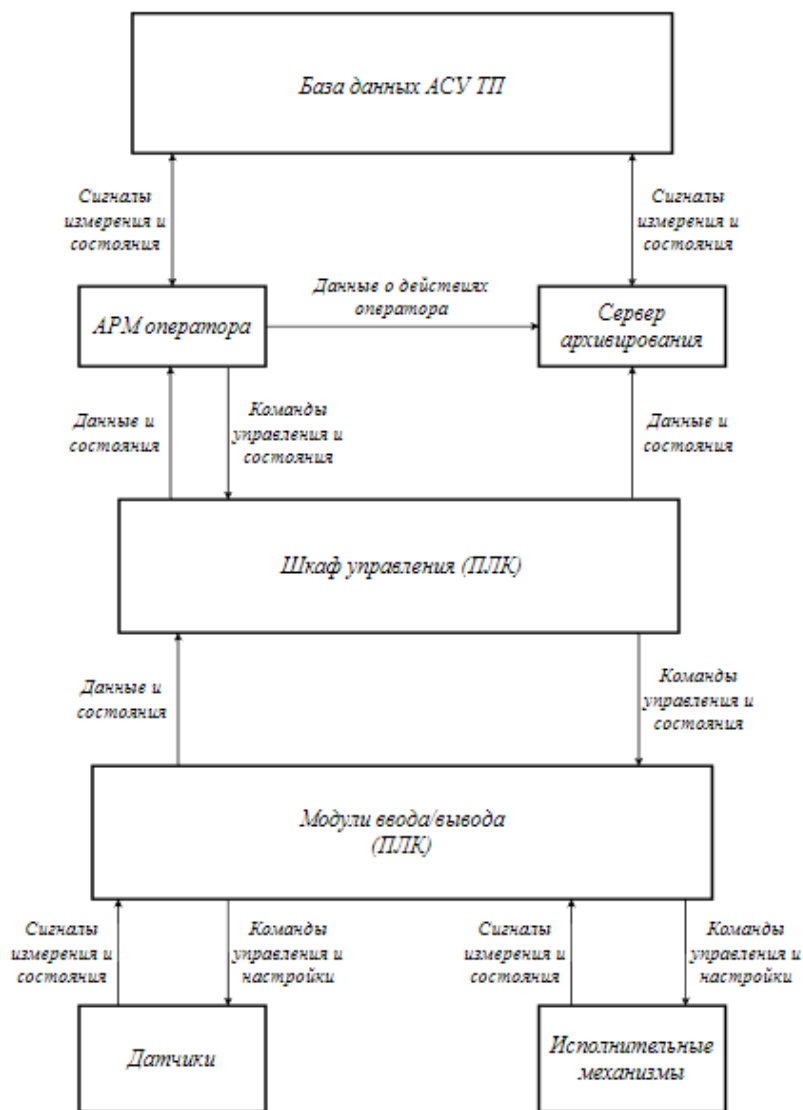 База данных АСУ ТП
Сигналы
измерения и
состояния
Сигналы
измерения и
состояния
Данные о действиях
оператора
АРМ оператора
Сервер
архивирования
Данные и
состояния
Команды
управления и
состояния
Данные и
состояния
Шкаф управления (ПЛК)
Данные и
состояния
Команды
управления и
состояния
Модули ввода/вывода
(ПЛК)
Сигналы
измерения и
состояния
Команды
управления и
настройки
Сигналы
измерения и
состояния
Команды
управления и
настройки
Датчики
Исполнительные
механизмы